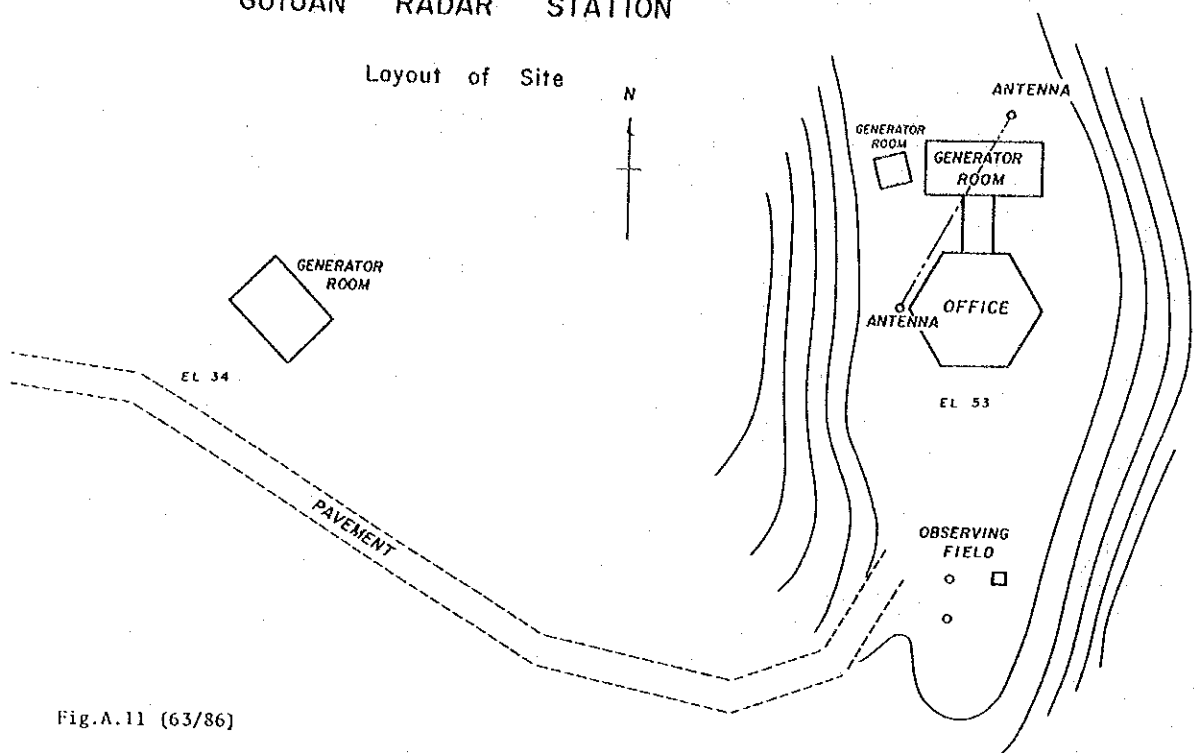 GUIUAN RADAR STATION
Layout of Site
N
ANTENNA
GENERATOR
ROOM
GENERATOR
ROOM
GENERATOR
ROOM
OFFICE
ANTENNA
EL 34
EL 53
PAVEMENT
OBSERVING
FIELD
Fig.A.11 (63/86)